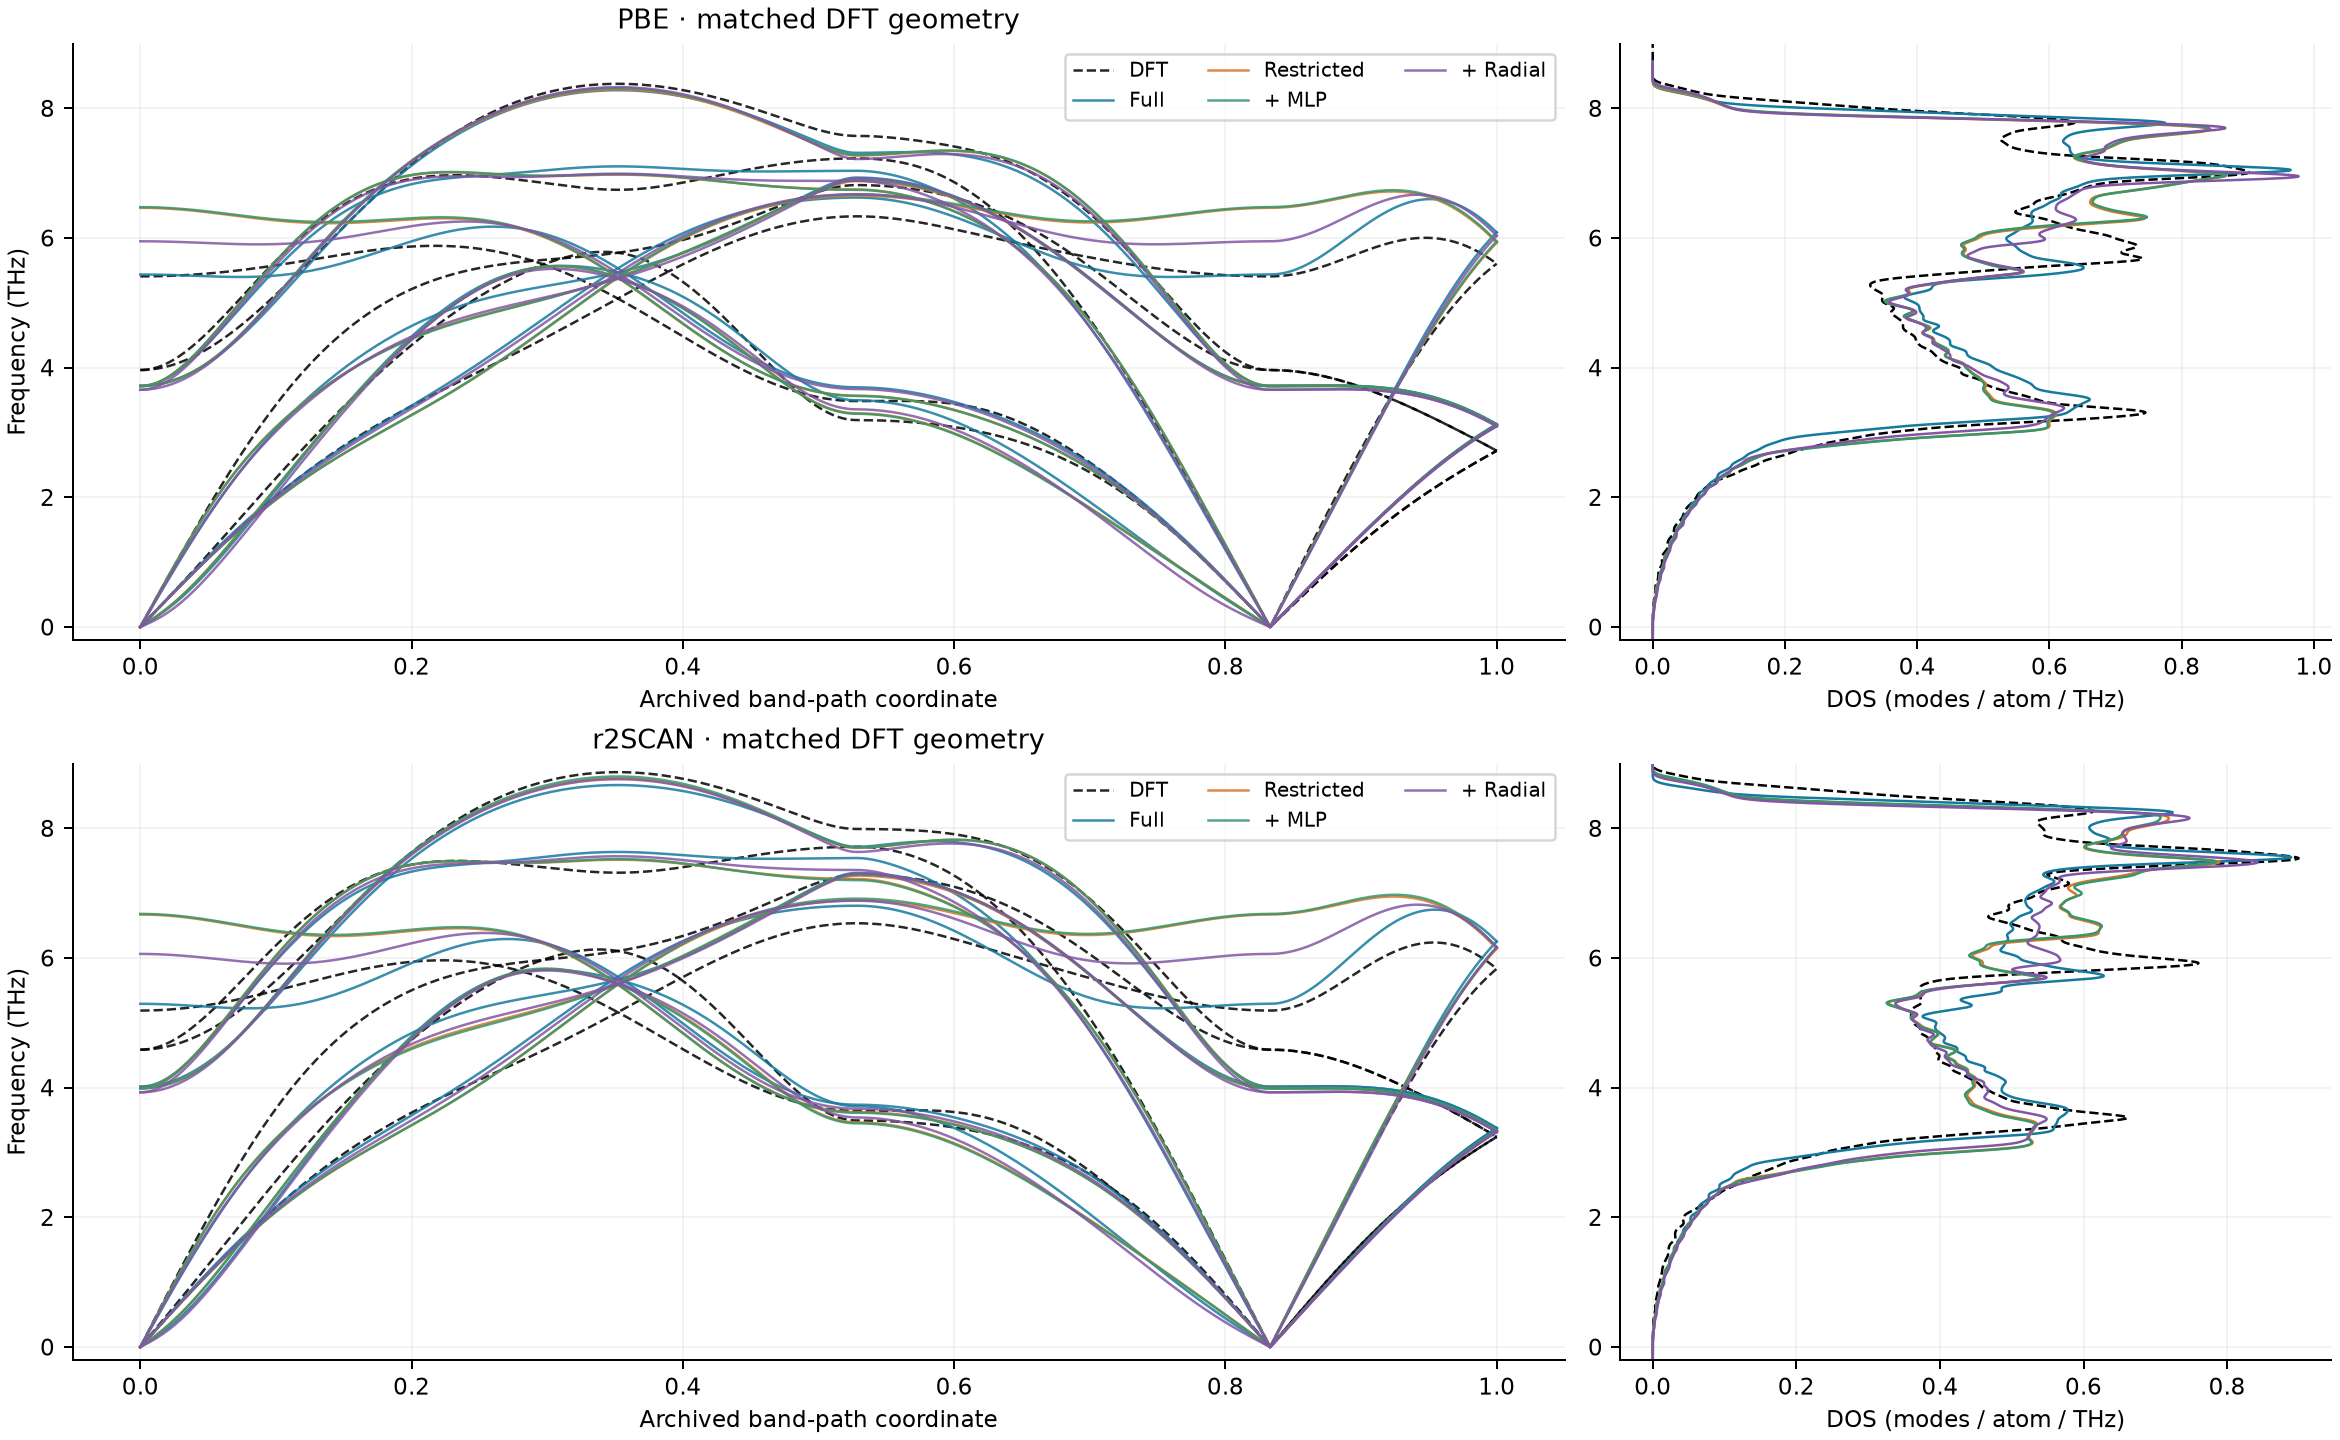 PBE · matched DFT geometry
DFT Restricted + Radial
Full + MLP
Frequency (THz)
8
6
4
2
0
0.0 0.2 0.4 0.6 0.8 1.0
Archived band-path coordinate
8
6
4
2
0
0.0 0.2 0.4 0.6 0.8 1.0
DOS (modes / atom / THz)
r2SCAN · matched DFT geometry
DFT Restricted + Radial
Full + MLP
Frequency (THz)
8
6
4
2
0
0.0 0.2 0.4 0.6 0.8 1.0
Archived band-path coordinate
8
6
4
2
0
0.0 0.2 0.4 0.6 0.8
DOS (modes / atom / THz)